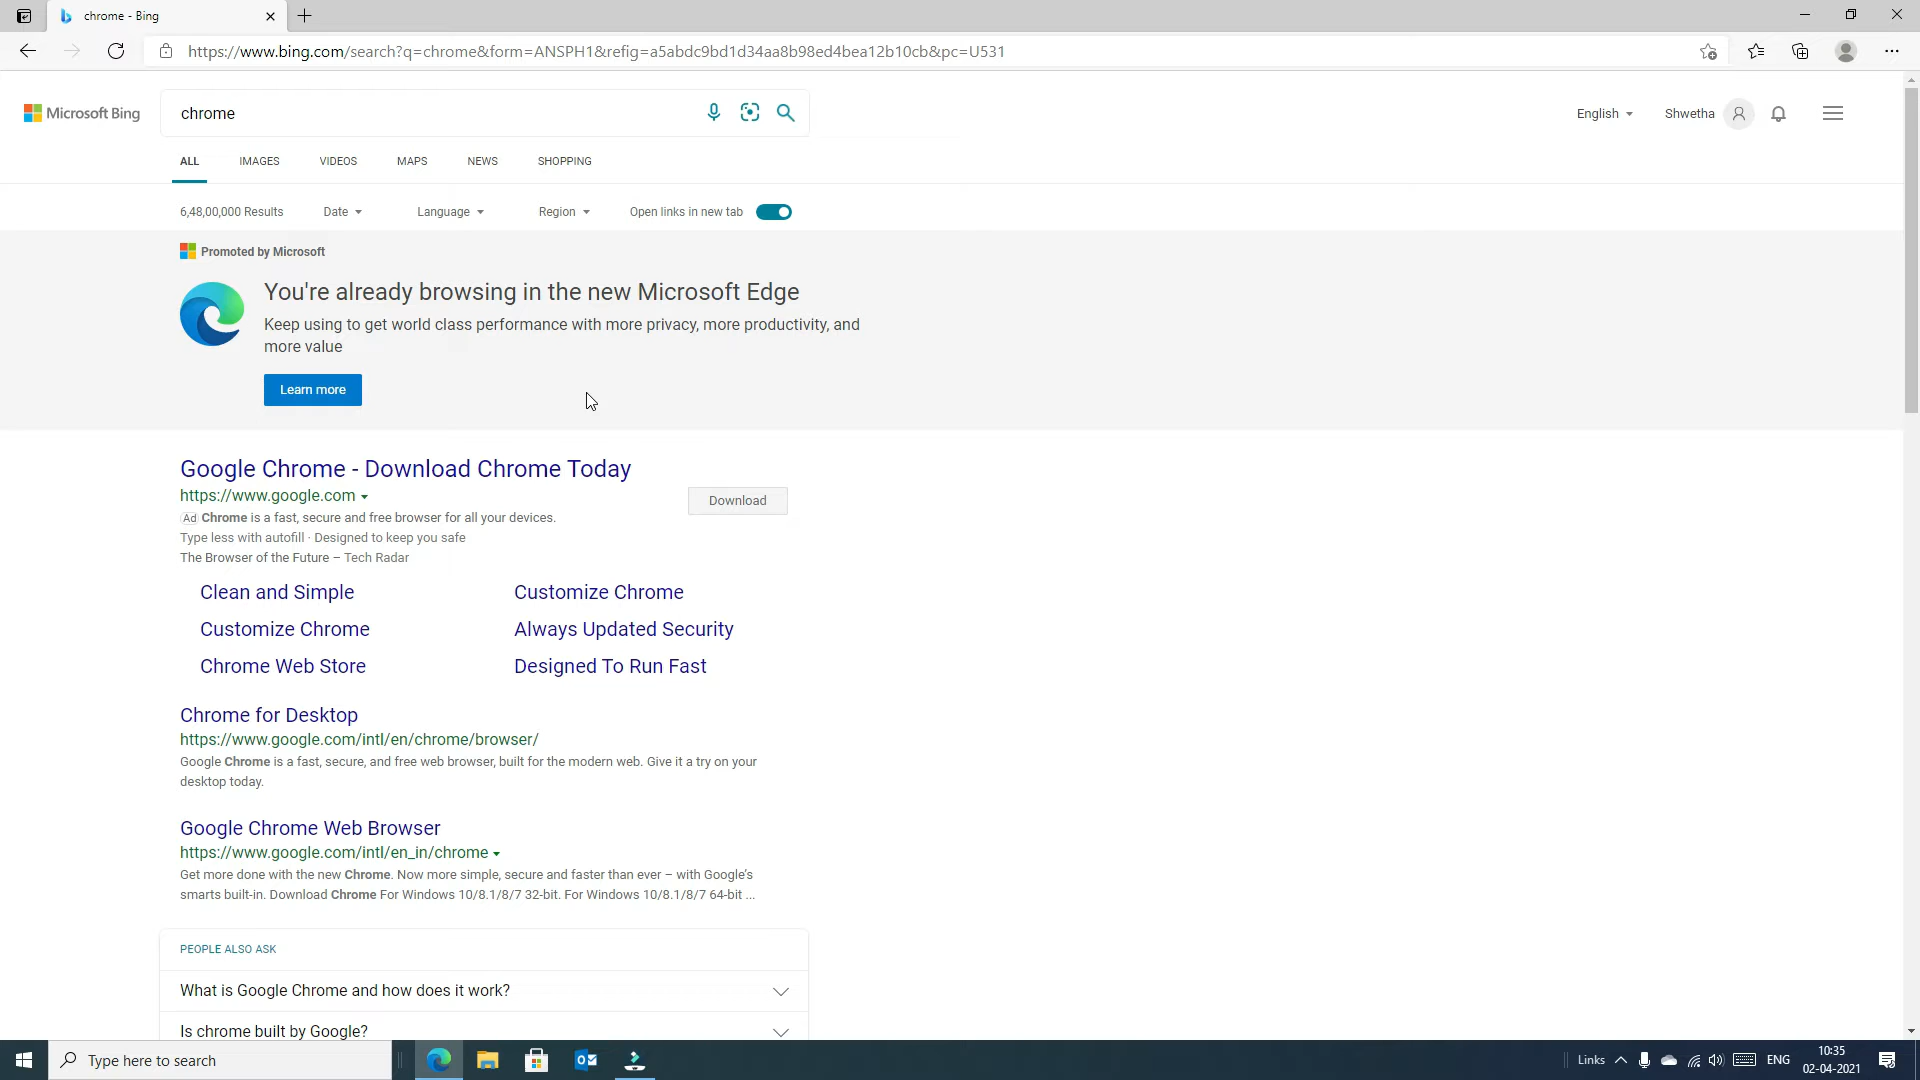 chrome - Bing
https://www.bing.com/search?q=chrome&form=ANSPH1&refig=a5abdc9bd1d34aa8b98ed4bea12b10cb&pc=U531
Microsoft Bing
chrome
English
Shwetha
ALL IMAGES VIDEOS MAPS NEWS SHOPPING
6,48,00,000 Results Date Language Region Open links in new tab
Promoted by Microsoft
You're already browsing in the new Microsoft Edge
Keep using to get world class performance with more privacy, more productivity, and
more value
Learn more
Google Chrome - Download Chrome Today
https://www.google.com
Download
Ad Chrome is a fast, secure and free browser for all your devices.
Type less with autofill · Designed to keep you safe
The Browser of the Future – Tech Radar
Clean and Simple Customize Chrome
Customize Chrome Always Updated Security
Chrome Web Store Designed To Run Fast
Chrome for Desktop
https://www.google.com/intl/en/chrome/browser/
Google Chrome is a fast, secure, and free web browser, built for the modern web. Give it a try on your
desktop today.
Google Chrome Web Browser
https://www.google.com/intl/en_in/chrome
Get more done with the new Chrome. Now more simple, secure and faster than ever – with Google's
smarts built-in. Download Chrome For Windows 10/8.1/8/7 32-bit. For Windows 10/8.1/8/7 64-bit ...
PEOPLE ALSO ASK
What is Google Chrome and how does it work?
Is chrome built by Google?
Type here to search
Links
ENG
10:35
02-04-2021